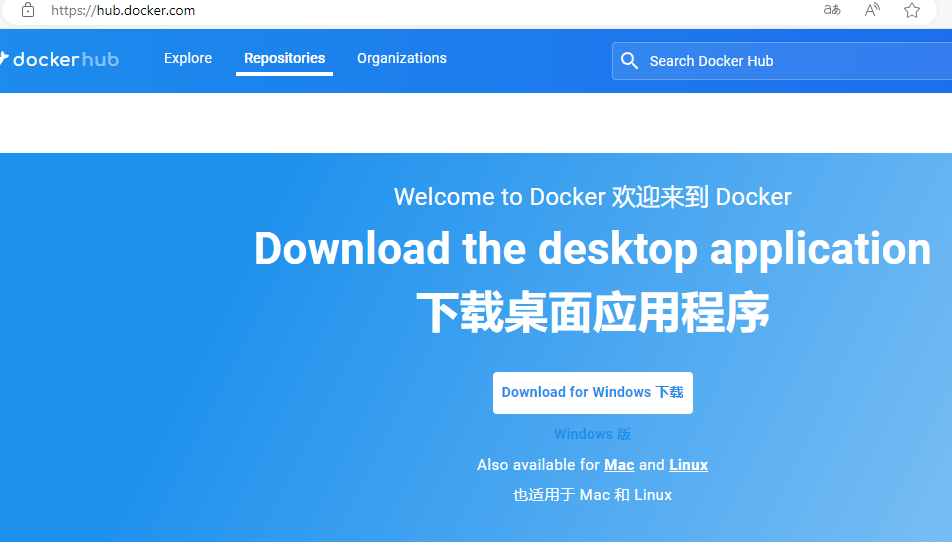 https://hub.docker.com
dockerhub
Explore
Repositories
Organizations
Search Docker Hub
Welcome to Docker 欢迎来到 Docker
Download the desktop application
下载桌面应用程序
Download for Windows 下载
Windows 版
Also available for Mac and Linux
也适用于 Mac 和 Linux